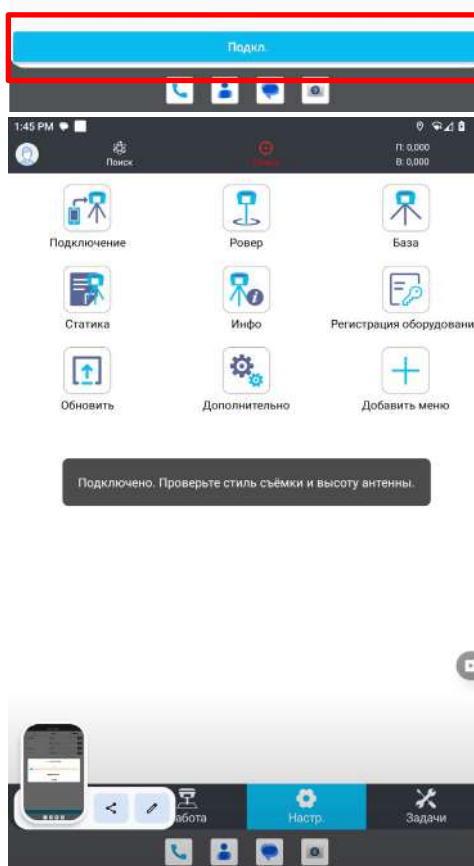 Подкл.
1:45 PM
П: 0,000
Поиск
В: 0,000
Подключение
Ровер
База
Статика
Инфо
Регистрация оборудовани
Обновить
Дополнительно
Добавить меню
Подключено. Проверьте стиль съёмки и высоту антенны.
абота
Настр.
Задачи